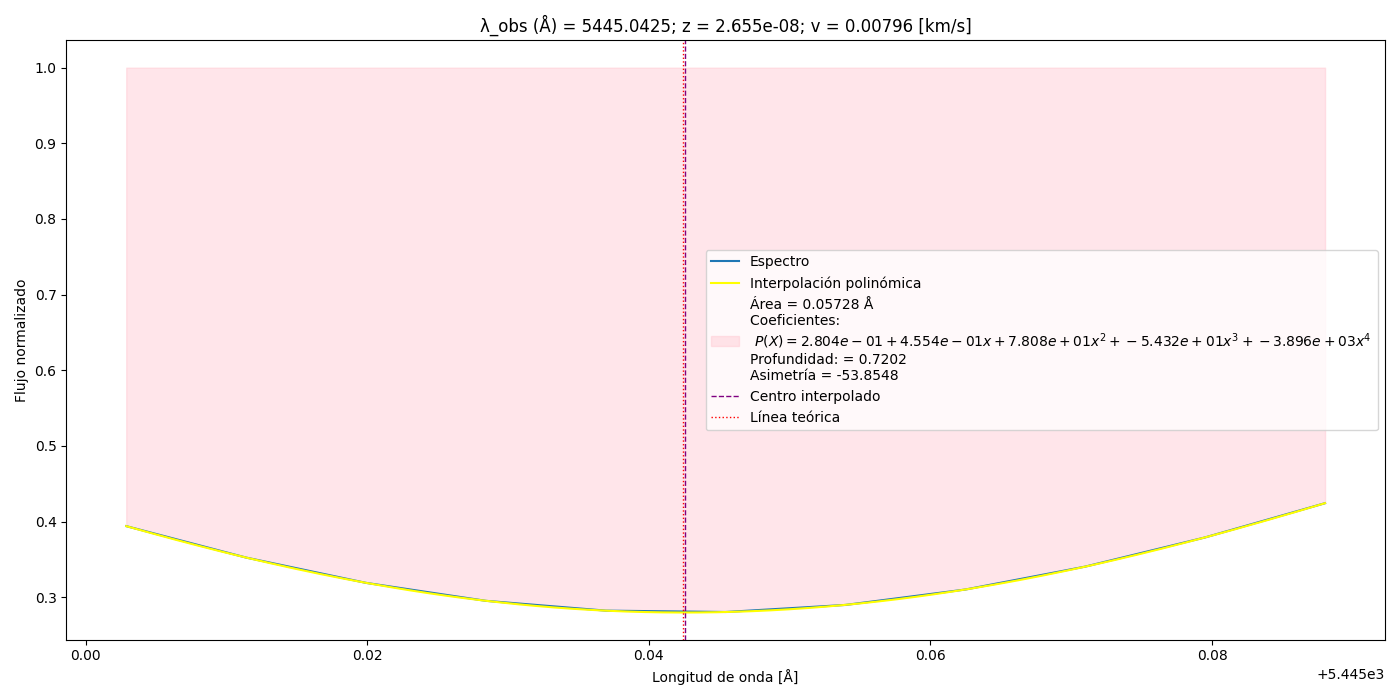 λ_obs (Å) = 5445.0425; z = 2.655e-08; v = 0.00796 [km/s]
1.0
0.9
0.8
0.7
0.6
0.5
0.4
0.3
Flujo normalizado
Espectro
Interpolación polinómica
Área = 0.05728 Å
Coeficientes:
P(X) = 2.804e − 01 + 4.554e − 01x + 7.808e + 01x² + −5.432e + 01x³ + −3.896e + 03x⁴
Profundidad: = 0.7202
Asimetría = -53.8548
Centro interpolado
Línea teórica
0.00 0.02 0.04 0.06 0.08
+5.445e3
Longitud de onda [Å]